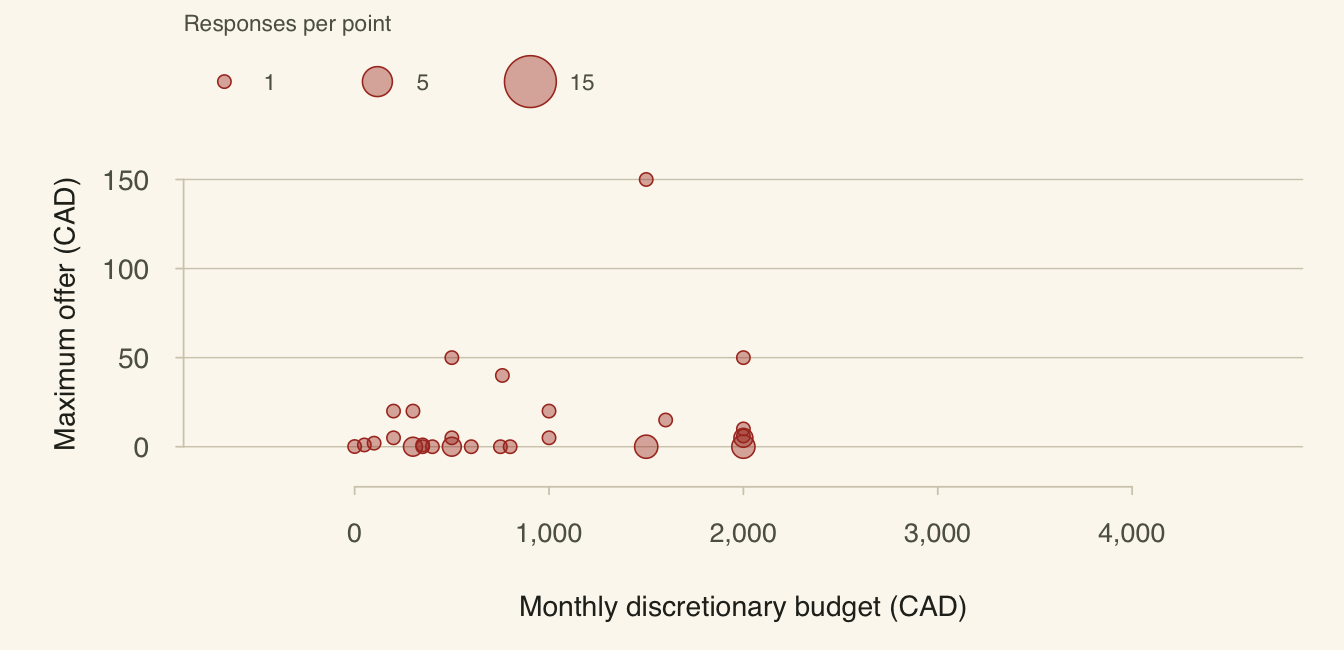 Responses per point
1 5 15
Maximum offer (CAD)
150
100
50
0
0 1,000 2,000 3,000 4,000
Monthly discretionary budget (CAD)